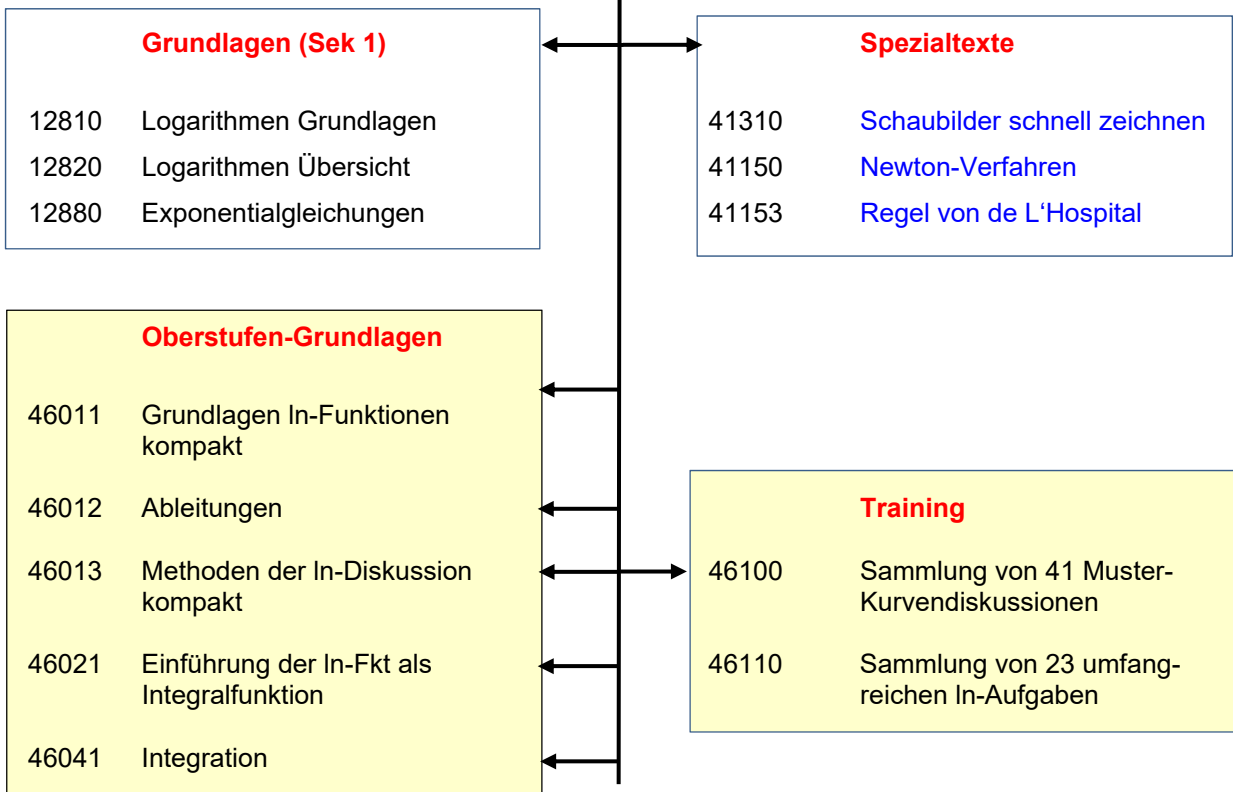 Grundlagen (Sek 1)
12810 Logarithmen Grundlagen
12820 Logarithmen Übersicht
12880 Exponentialgleichungen
Spezialtexte
41310 Schaubilder schnell zeichnen
41150 Newton-Verfahren
41153 Regel von de L‘Hospital
Oberstufen-Grundlagen
46011 Grundlagen ln-Funktionen
kompakt
46012 Ableitungen
46013 Methoden der ln-Diskussion
kompakt
46021 Einführung der ln-Fkt als
Integralfunktion
46041 Integration
Training
46100 Sammlung von 41 Muster-
Kurvendiskussionen
46110 Sammlung von 23 umfang-
reichen ln-Aufgaben